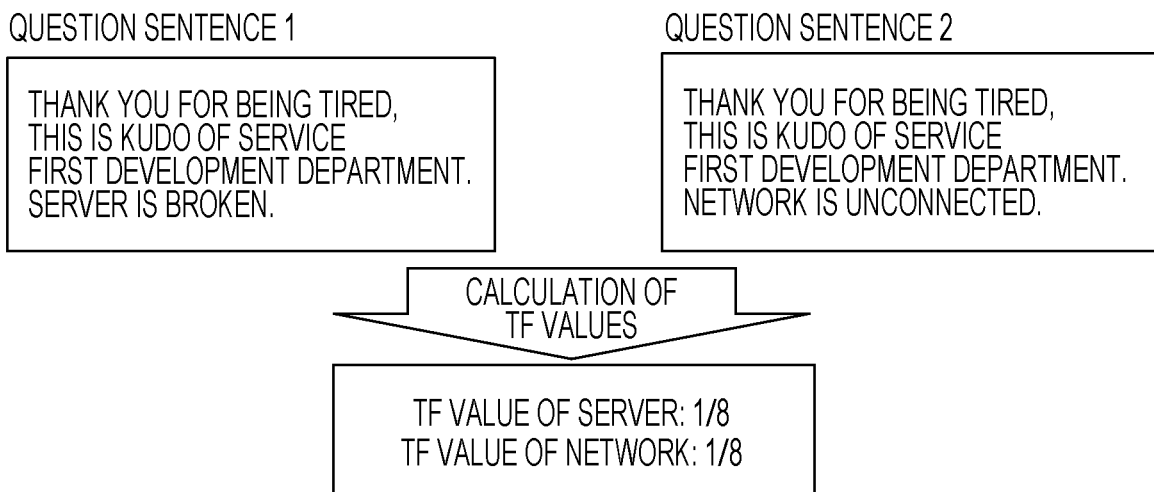 QUESTION SENTENCE 1
THANK YOU FOR BEING TIRED,
THIS IS KUDO OF SERVICE
FIRST DEVELOPMENT DEPARTMENT.
SERVER IS BROKEN.
QUESTION SENTENCE 2
THANK YOU FOR BEING TIRED,
THIS IS KUDO OF SERVICE
FIRST DEVELOPMENT DEPARTMENT.
NETWORK IS UNCONNECTED.
CALCULATION OF
TF VALUES
TF VALUE OF SERVER: 1/8
TF VALUE OF NETWORK: 1/8